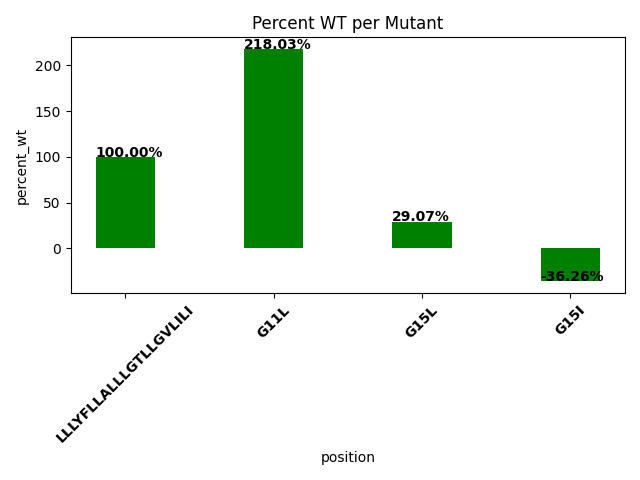 Percent WT per Mutant
percent_wt
200
150
100
50
0
100.00%
218.03%
29.07%
-36.26%
LLLYFLLALLLGTLLGVLILI
G11L
G15L
G15I
position